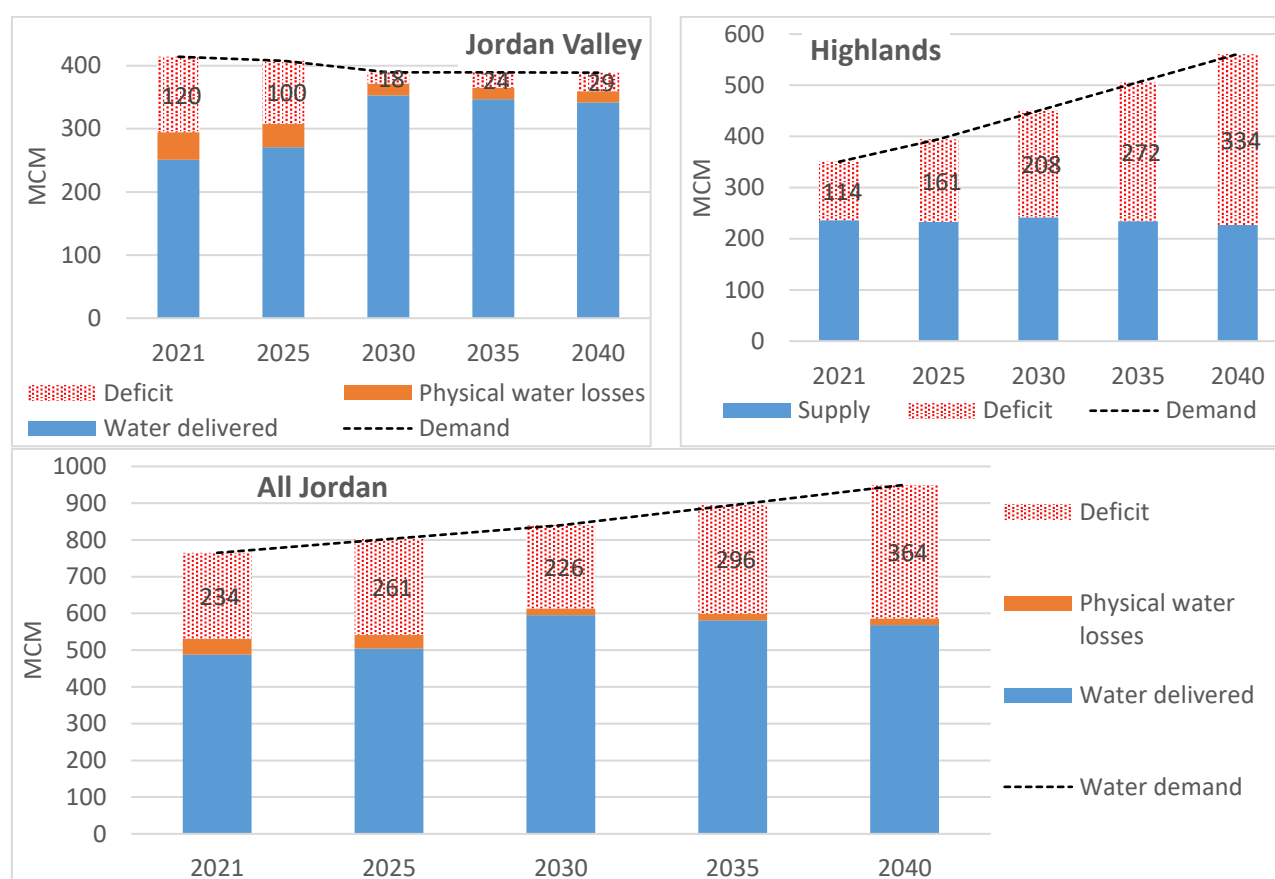 Jordan Valley
400
300
200
100
0
MCM
120
100
18
24
29
2021 2025 2030 2035 2040
Deficit Physical water losses
Water delivered Demand
Highlands
600
500
400
300
200
100
0
MCM
114
161
208
272
334
2021 2025 2030 2035 2040
Supply Deficit Demand
All Jordan
1000
900
800
700
600
500
400
300
200
100
0
MCM
234
261
226
296
364
2021 2025 2030 2035 2040
Deficit
Physical water
losses
Water delivered
Water demand